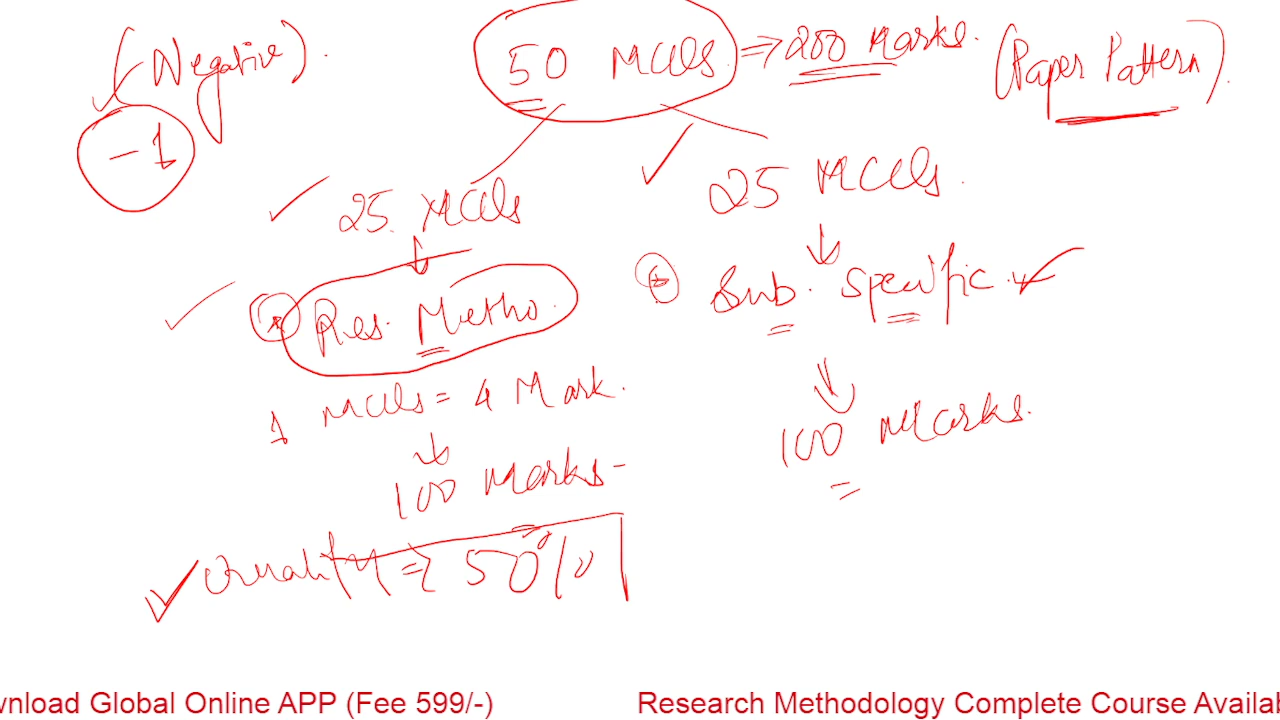 (Negative).
50 MCQs => 200 Marks.
(Paper Pattern).
-1
25 MCQs
25 MCQs.
Res. Metho.
Sub. Specific.
1 MCQs = 4 Mark.
100 Marks
100 Marks.
Qualify => 50%
wnload Global Online APP (Fee 599/-)
Research Methodology Complete Course Availab